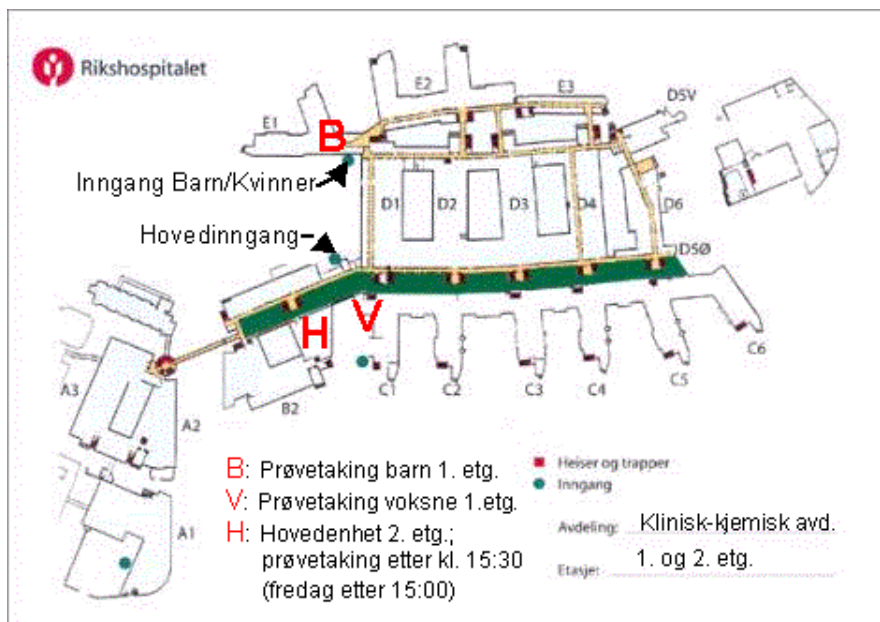 Rikshospitalet
E2
E3
D5V
E1
B
Inngang Barn/Kvinner
D1
D2
D3
D4
D6
Hovedinngang
D5Ø
H
V
C6
A3
C5
C1
C2
C3
C4
B2
A2
A1
B: Prøvetaking barn 1. etg.
V: Prøvetaking voksne 1.etg.
H: Hovedenhet 2. etg.;
prøvetaking etter kl. 15:30
(fredag etter 15:00)
Heiser og trapper
Inngang
Avdeling: Klinisk-kjemisk avd.
Etasje: 1. og 2. etg.